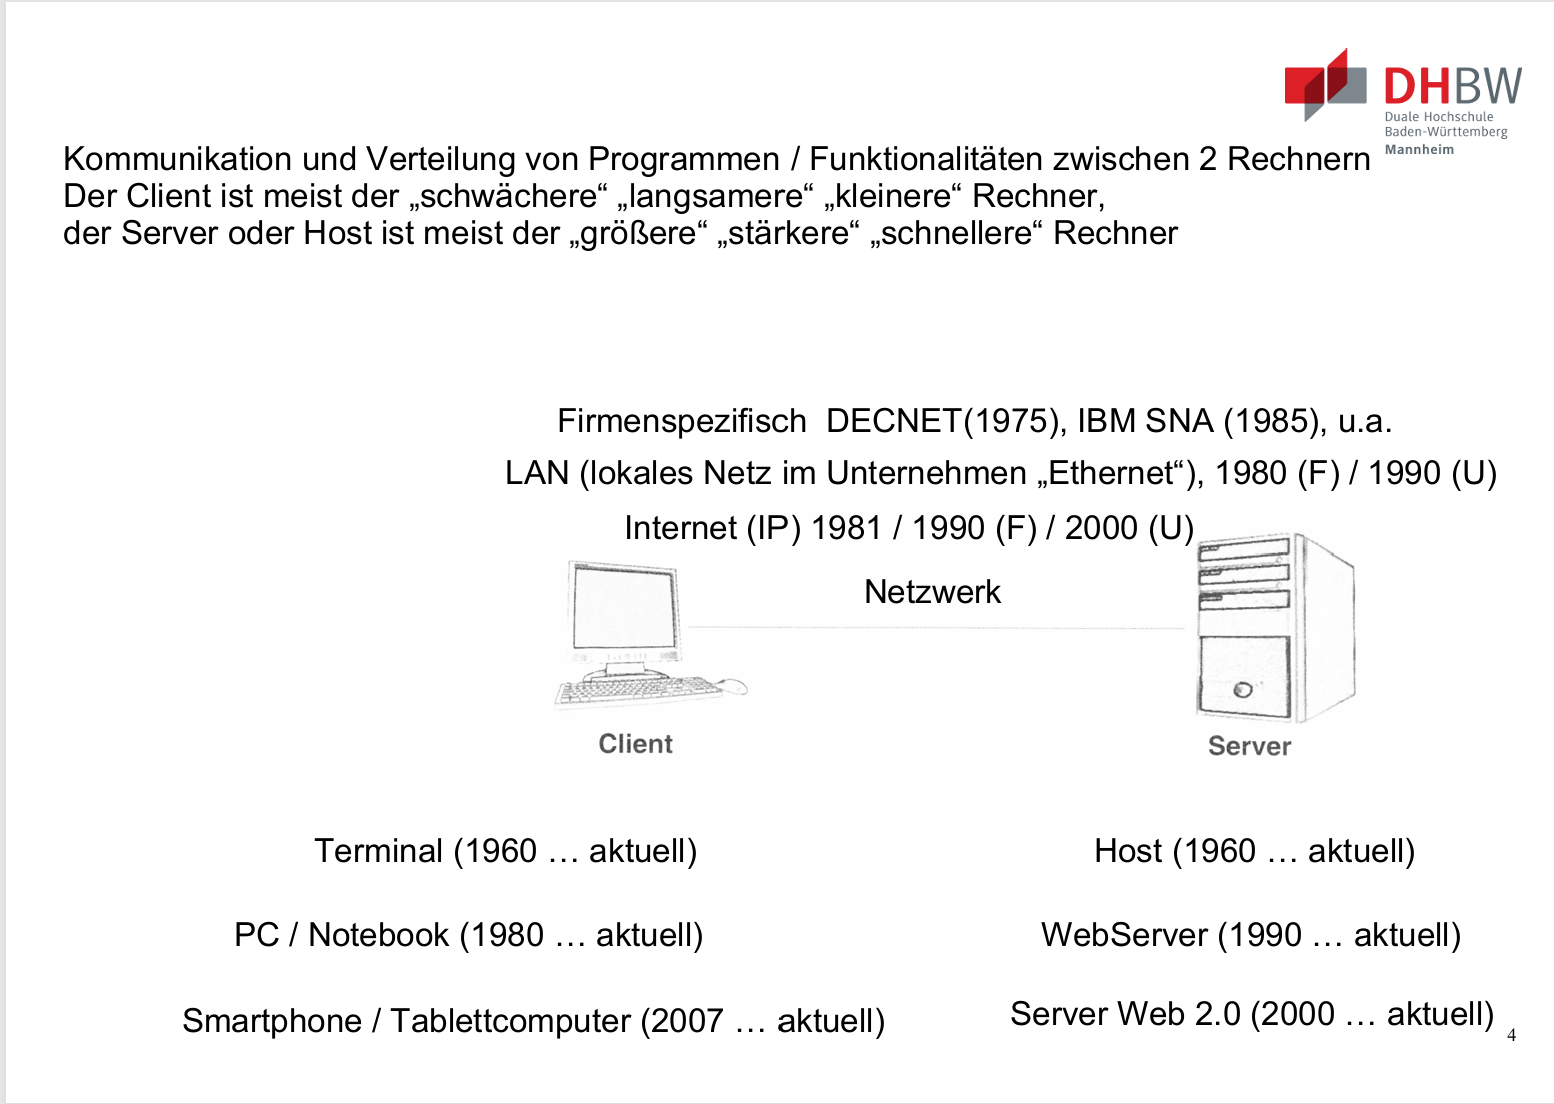 DHBW
Duale Hochschule
Baden-Württemberg
Mannheim
Kommunikation und Verteilung von Programmen / Funktionalitäten zwischen 2 Rechnern
Der Client ist meist der „schwächere“ „langsamere“ „kleinere“ Rechner,
der Server oder Host ist meist der „größere“ „stärkere“ „schnellere“ Rechner
Firmenspezifisch  DECNET(1975), IBM SNA (1985), u.a.
LAN (lokales Netz im Unternehmen „Ethernet“), 1980 (F) / 1990 (U)
Internet (IP) 1981 / 1990 (F) / 2000 (U)
Netzwerk
Client
Server
Terminal (1960 … aktuell)
Host (1960 … aktuell)
PC / Notebook (1980 … aktuell)
WebServer (1990 … aktuell)
Smartphone / Tablettcomputer (2007 … aktuell)
Server Web 2.0 (2000 … aktuell)
4